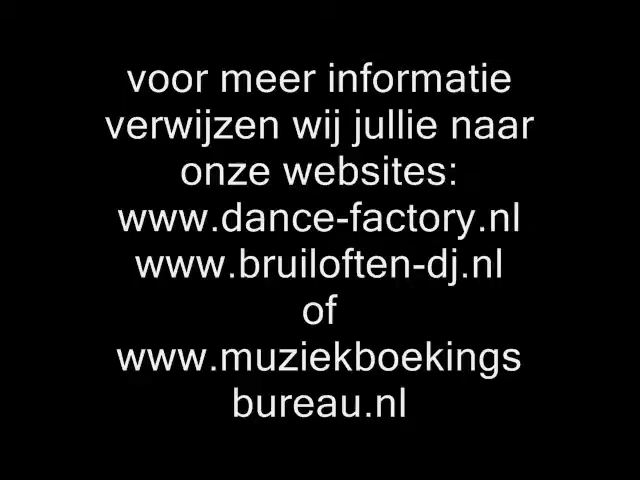 voor meer informatie
verwijzen wij jullie naar
onze websites:
www.dance-factory.nl
www.bruiloften-dj.nl
of
www.muziekboekings
bureau.nl